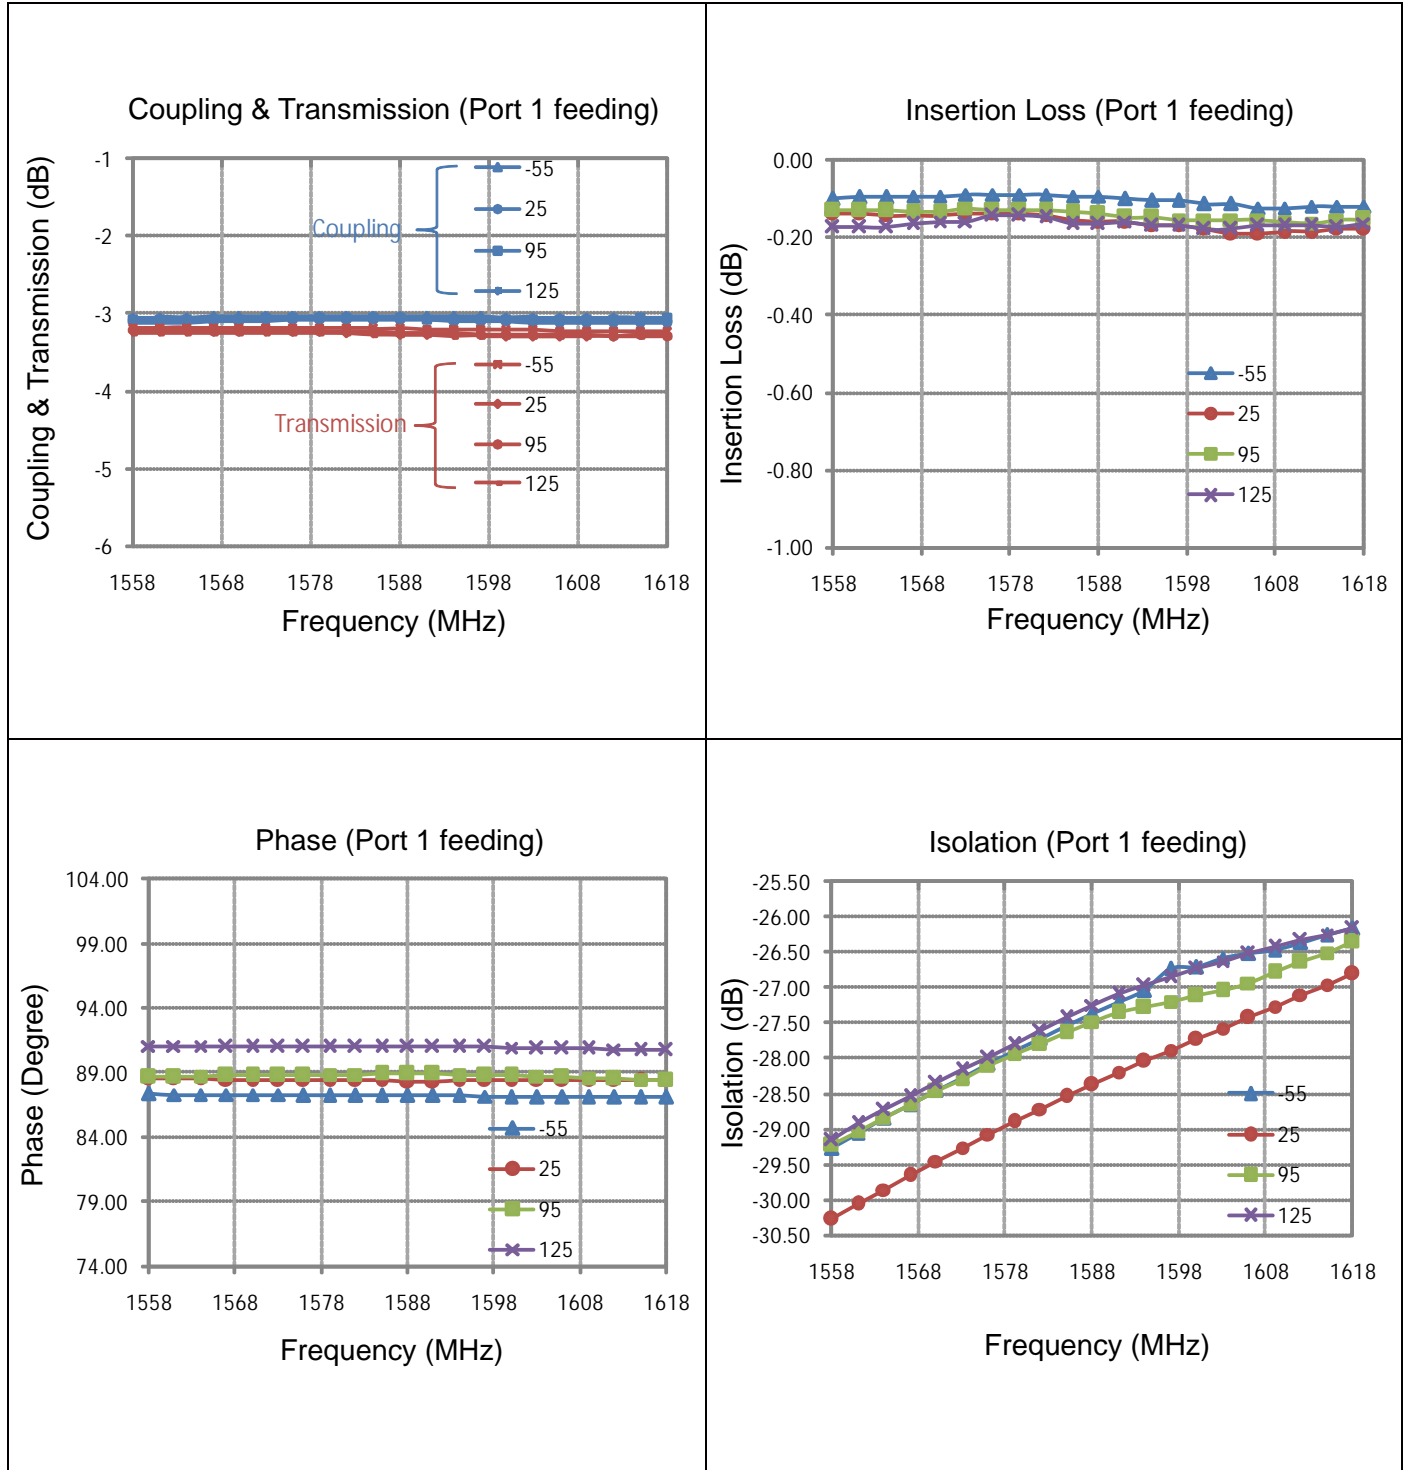 Coupling & Transmission (Port 1 feeding)
Coupling & Transmission (dB)
-1
-2
-3
-4
-5
-6
Coupling
-55
25
95
125
Transmission
-55
25
95
125
1558 1568 1578 1588 1598 1608 1618
Frequency (MHz)
Insertion Loss (Port 1 feeding)
Insertion Loss (dB)
0.00
-0.20
-0.40
-0.60
-0.80
-1.00
-55
25
95
125
1558 1568 1578 1588 1598 1608 1618
Frequency (MHz)
Phase (Port 1 feeding)
Phase (Degree)
104.00
99.00
94.00
89.00
84.00
79.00
74.00
-55
25
95
125
1558 1568 1578 1588 1598 1608 1618
Frequency (MHz)
Isolation (Port 1 feeding)
Isolation (dB)
-25.50
-26.00
-26.50
-27.00
-27.50
-28.00
-28.50
-29.00
-29.50
-30.00
-30.50
-55
25
95
125
1558 1568 1578 1588 1598 1608 1618
Frequency (MHz)